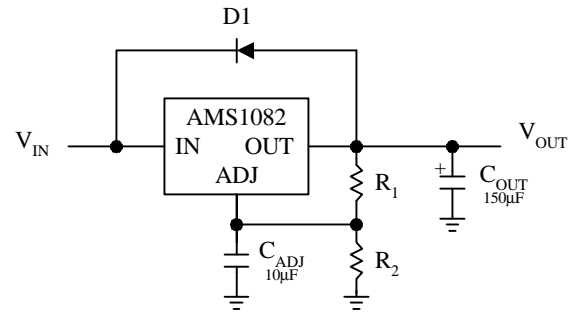 D1
AMS1082
V_IN
IN OUT
V_OUT
ADJ
+
R_1
C_OUT
150µF
C_ADJ
10µF
R_2